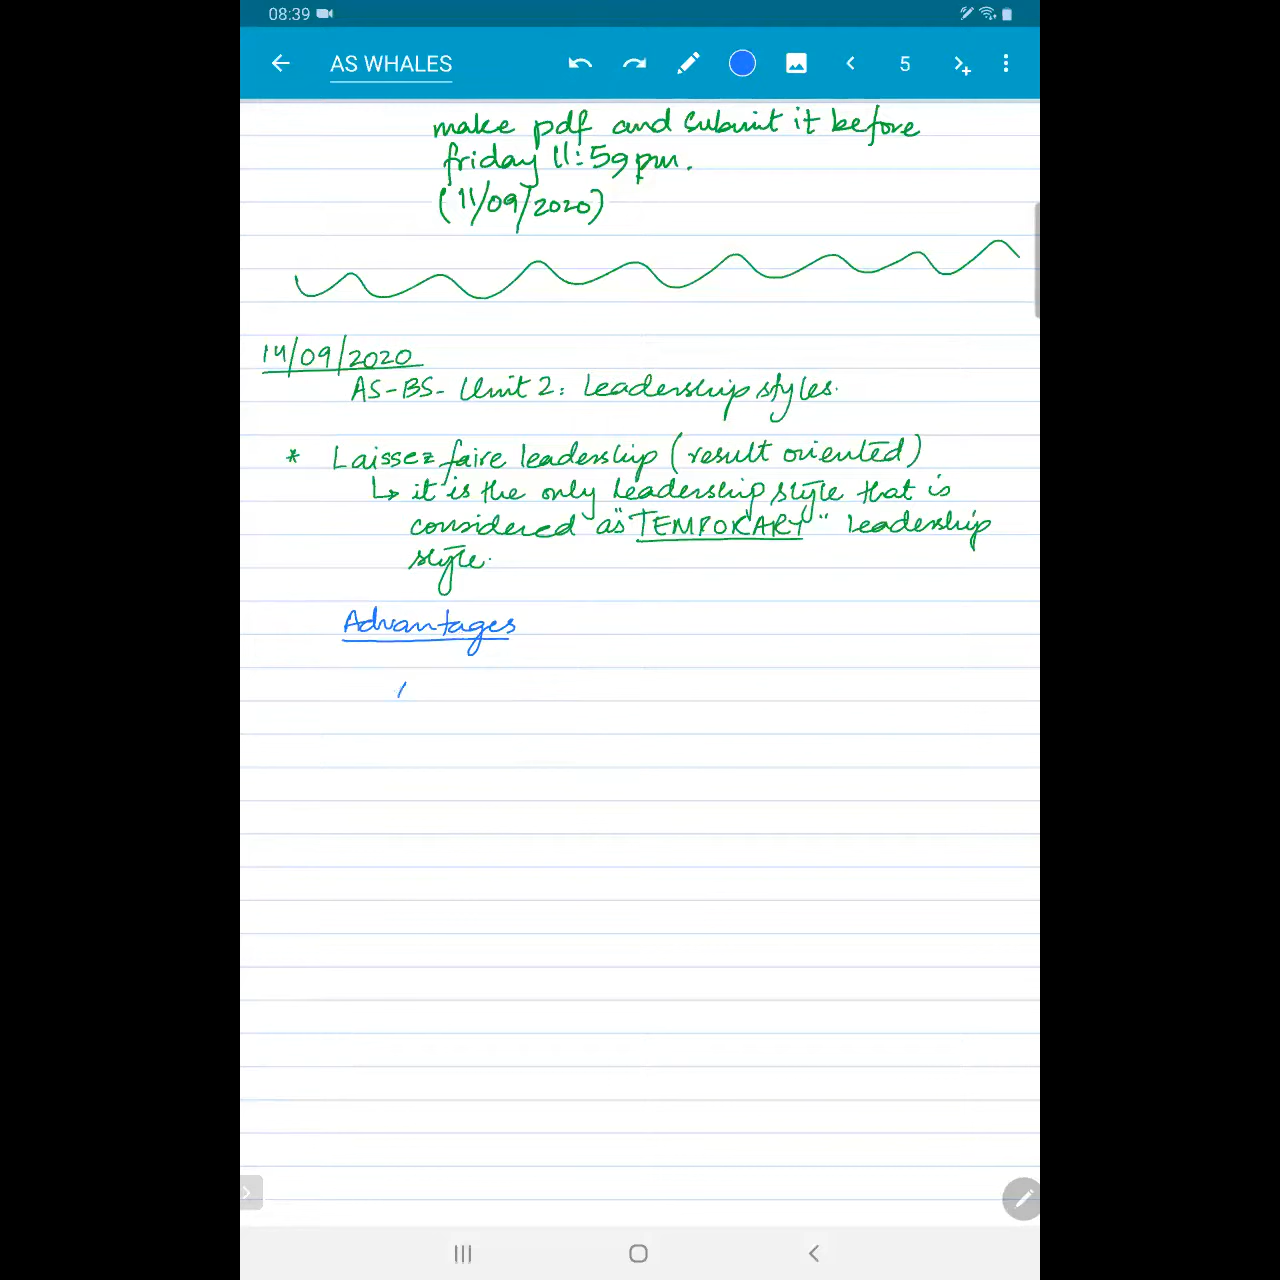 08:39
AS WHALES
5
make pdf and submit it before
friday 11:59pm.
(11/09/2020)
14/09/2020
AS-BS- Unit 2: Leadership styles.
* Laissez faire leadership (result oriented)
↳ it is the only leadership style that is
considered as "TEMPORARY" leadership
style.
Advantages